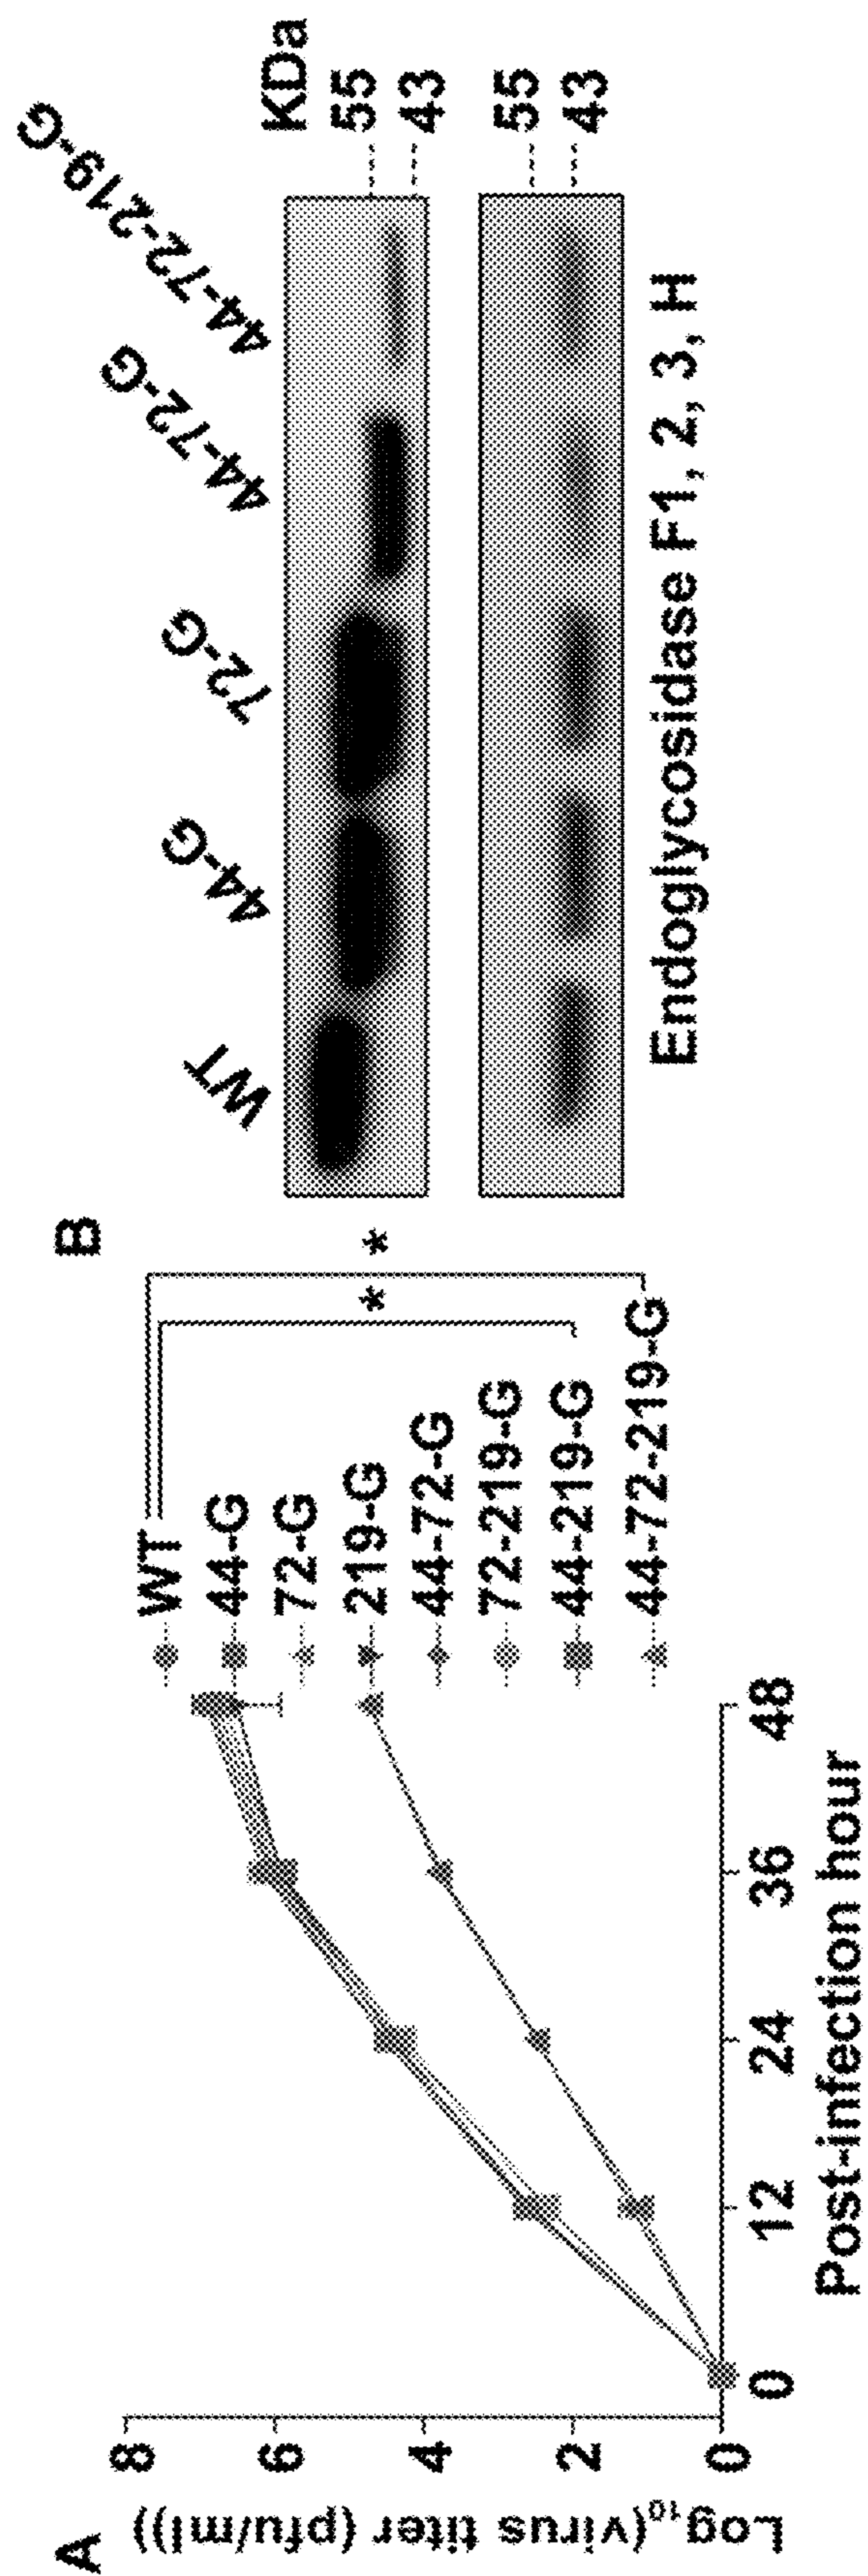 A
Log₁₀(virus titer (pfu/ml))
8
6
4
2
0
0 12 24 36 48
Post-infection hour
WT
44-G
72-G
219-G
44-72-G
72-219-G
44-219-G
44-72-219-G
*
*
B
WT 44-G 72-G 44-72-G 44-72-219-G
KDa
55
43
55
43
Endoglycosidase F1, 2, 3, H